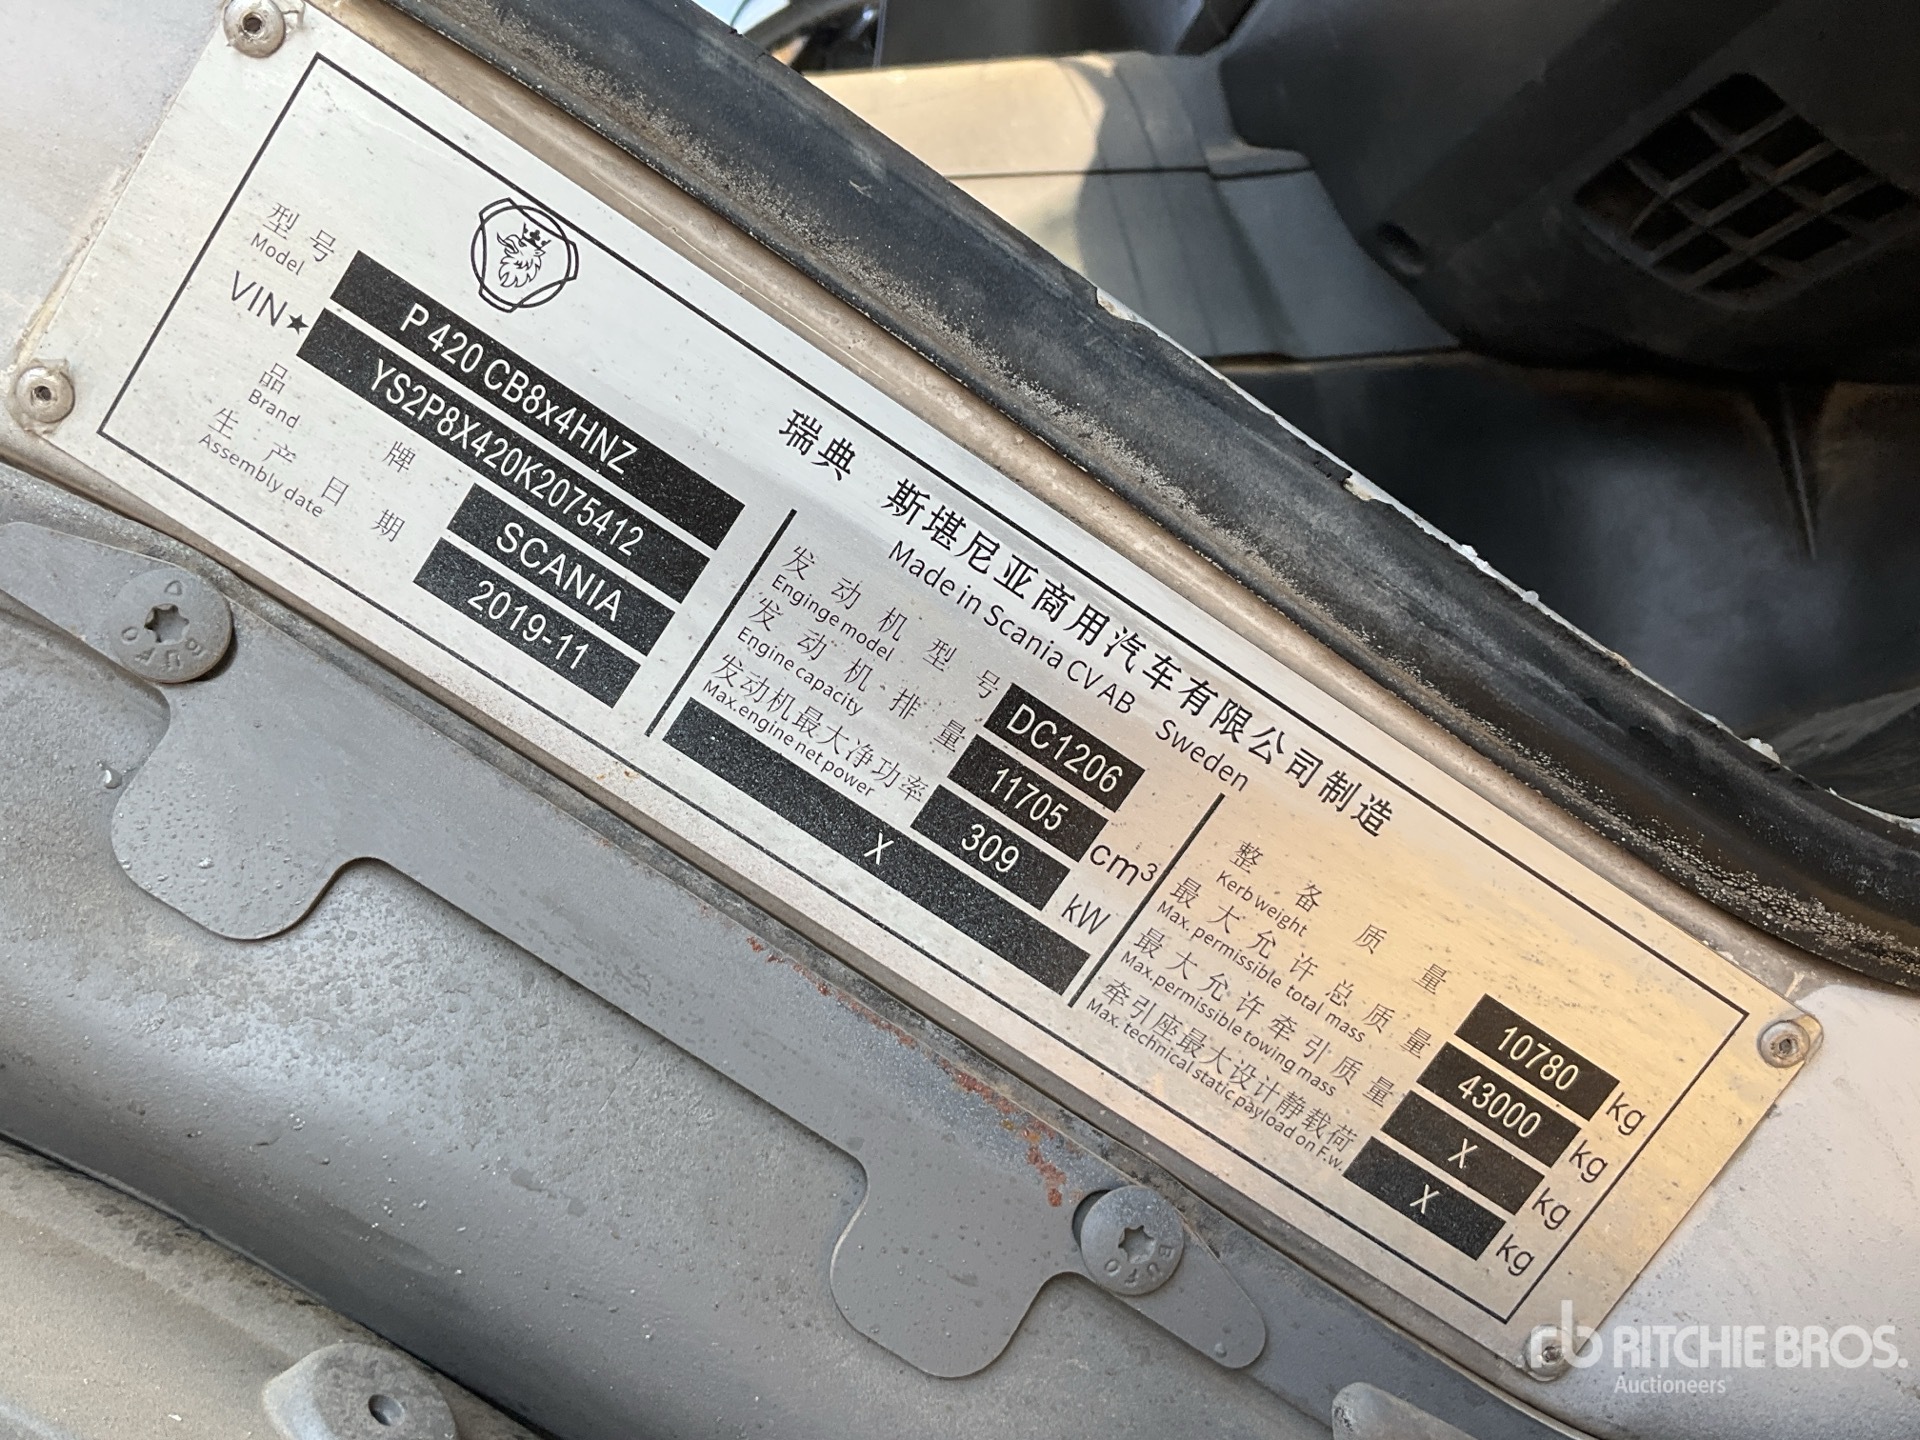 瑞典 斯堪尼亚商用汽车有限公司制造
Made in Scania CV AB Sweden
型号 P 420 CB8x4HNZ
Model
VIN★ YS2P8X420K2075412
品牌 SCANIA
Brand
生产日期 2019-11
Assembly date
发动机型号 DC1206
Enginge model
发动机排量 11705 cm³
Engine capacity
发动机最大净功率 309 kW
Max.engine net power
X
整备质量 10780 kg
Kerb weight
最大允许总质量 43000 kg
Max. permissible total mass
最大允许牵引质量 X kg
Max.permissible towing mass
牵引座最大设计静载荷 X kg
Max. technical static payload on F.w.
BUFO
BUFO
rb RITCHIE BROS.
Auctioneers